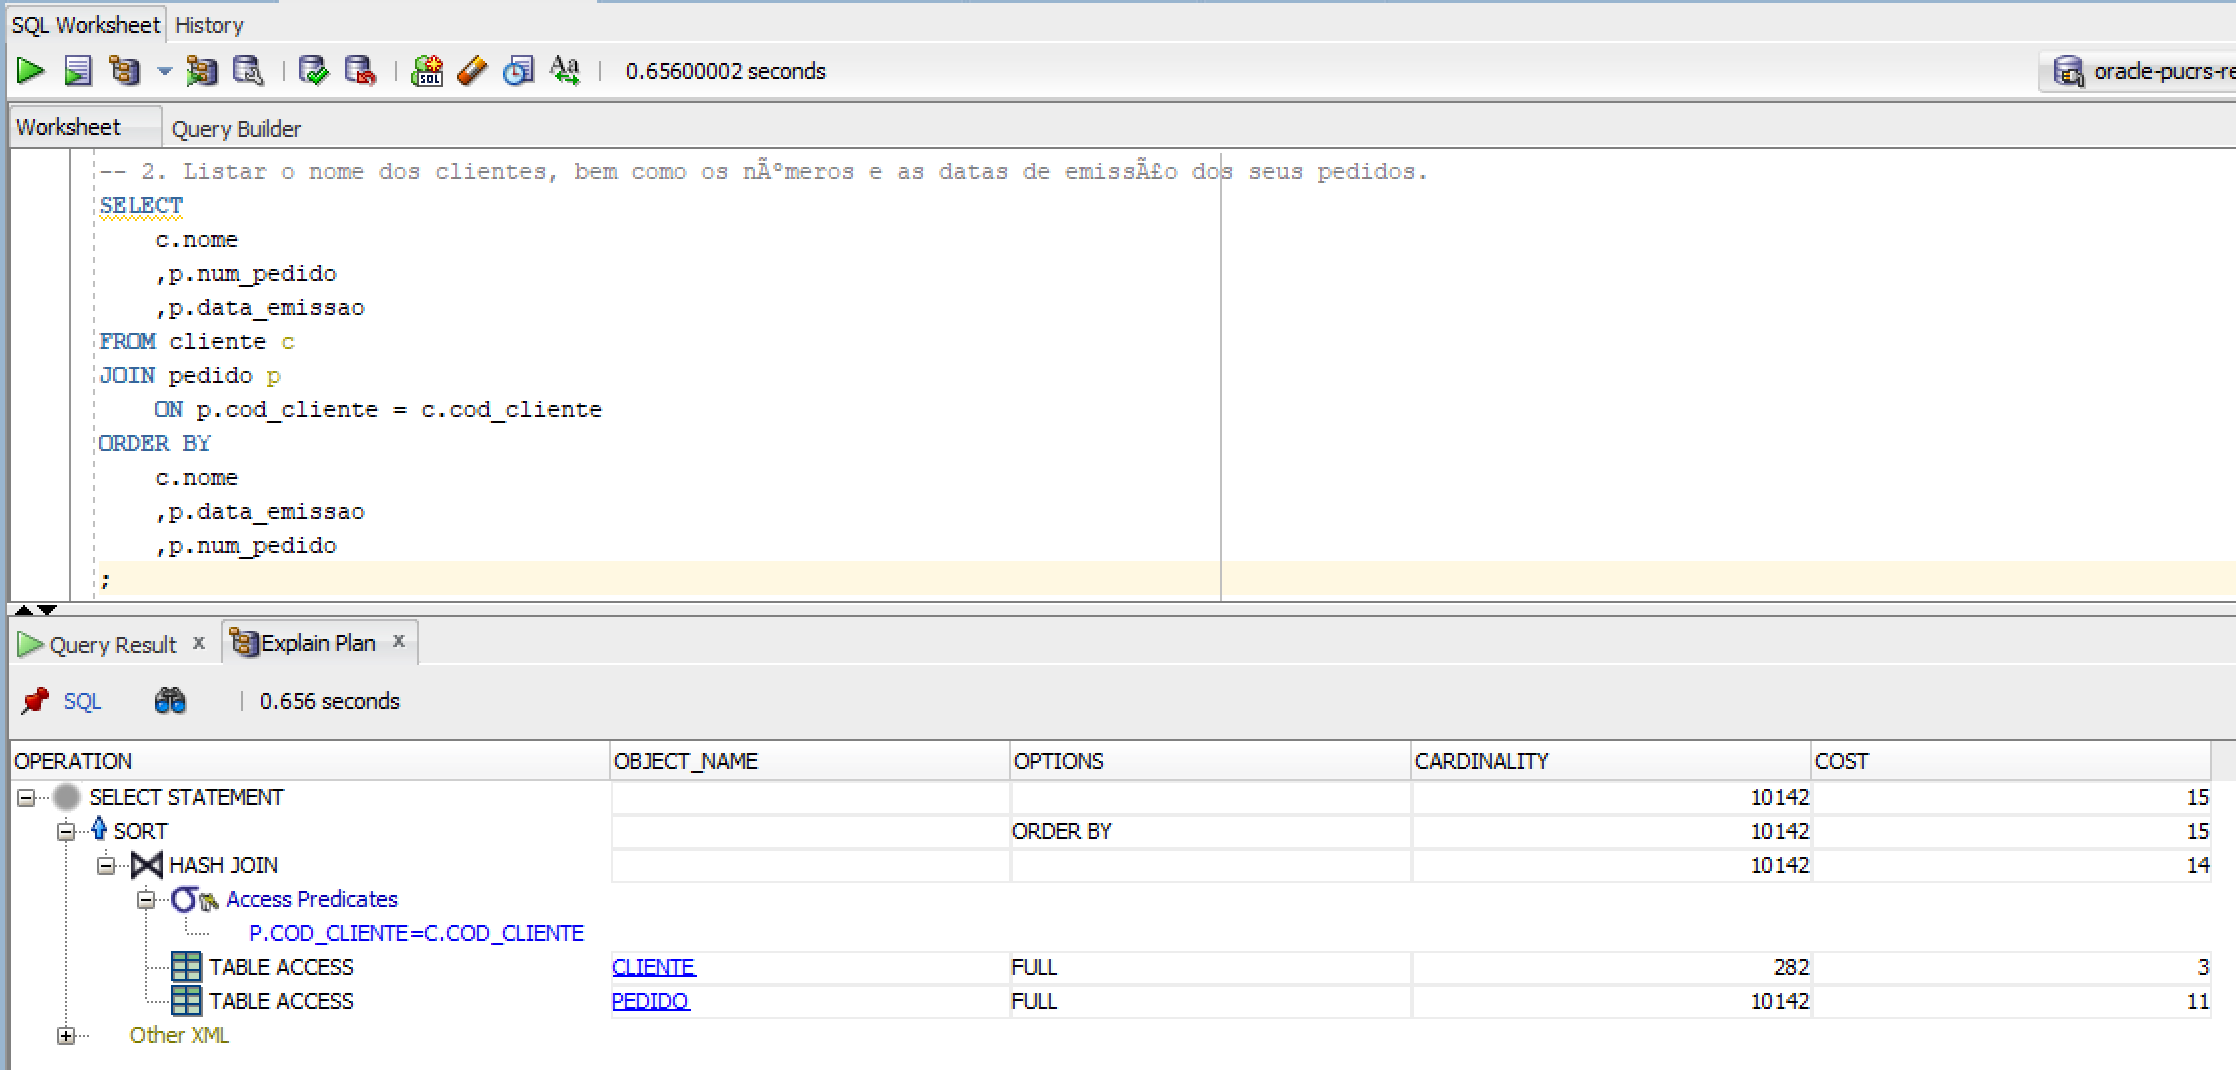 SQL Worksheet History
0.65600002 seconds
oracle-pucrs-re
Worksheet Query Builder
-- 2. Listar o nome dos clientes, bem como os nÃºmeros e as datas de emissÃ£o dos seus pedidos.
SELECT
c.nome
,p.num_pedido
,p.data_emissao
FROM cliente c
JOIN pedido p
ON p.cod_cliente = c.cod_cliente
ORDER BY
c.nome
,p.data_emissao
,p.num_pedido
;
Query Result x Explain Plan x
SQL 0.656 seconds
OPERATION OBJECT_NAME OPTIONS CARDINALITY COST
SELECT STATEMENT 10142 15
SORT ORDER BY 10142 15
HASH JOIN 10142 14
Access Predicates
P.COD_CLIENTE=C.COD_CLIENTE
TABLE ACCESS CLIENTE FULL 282 3
TABLE ACCESS PEDIDO FULL 10142 11
Other XML